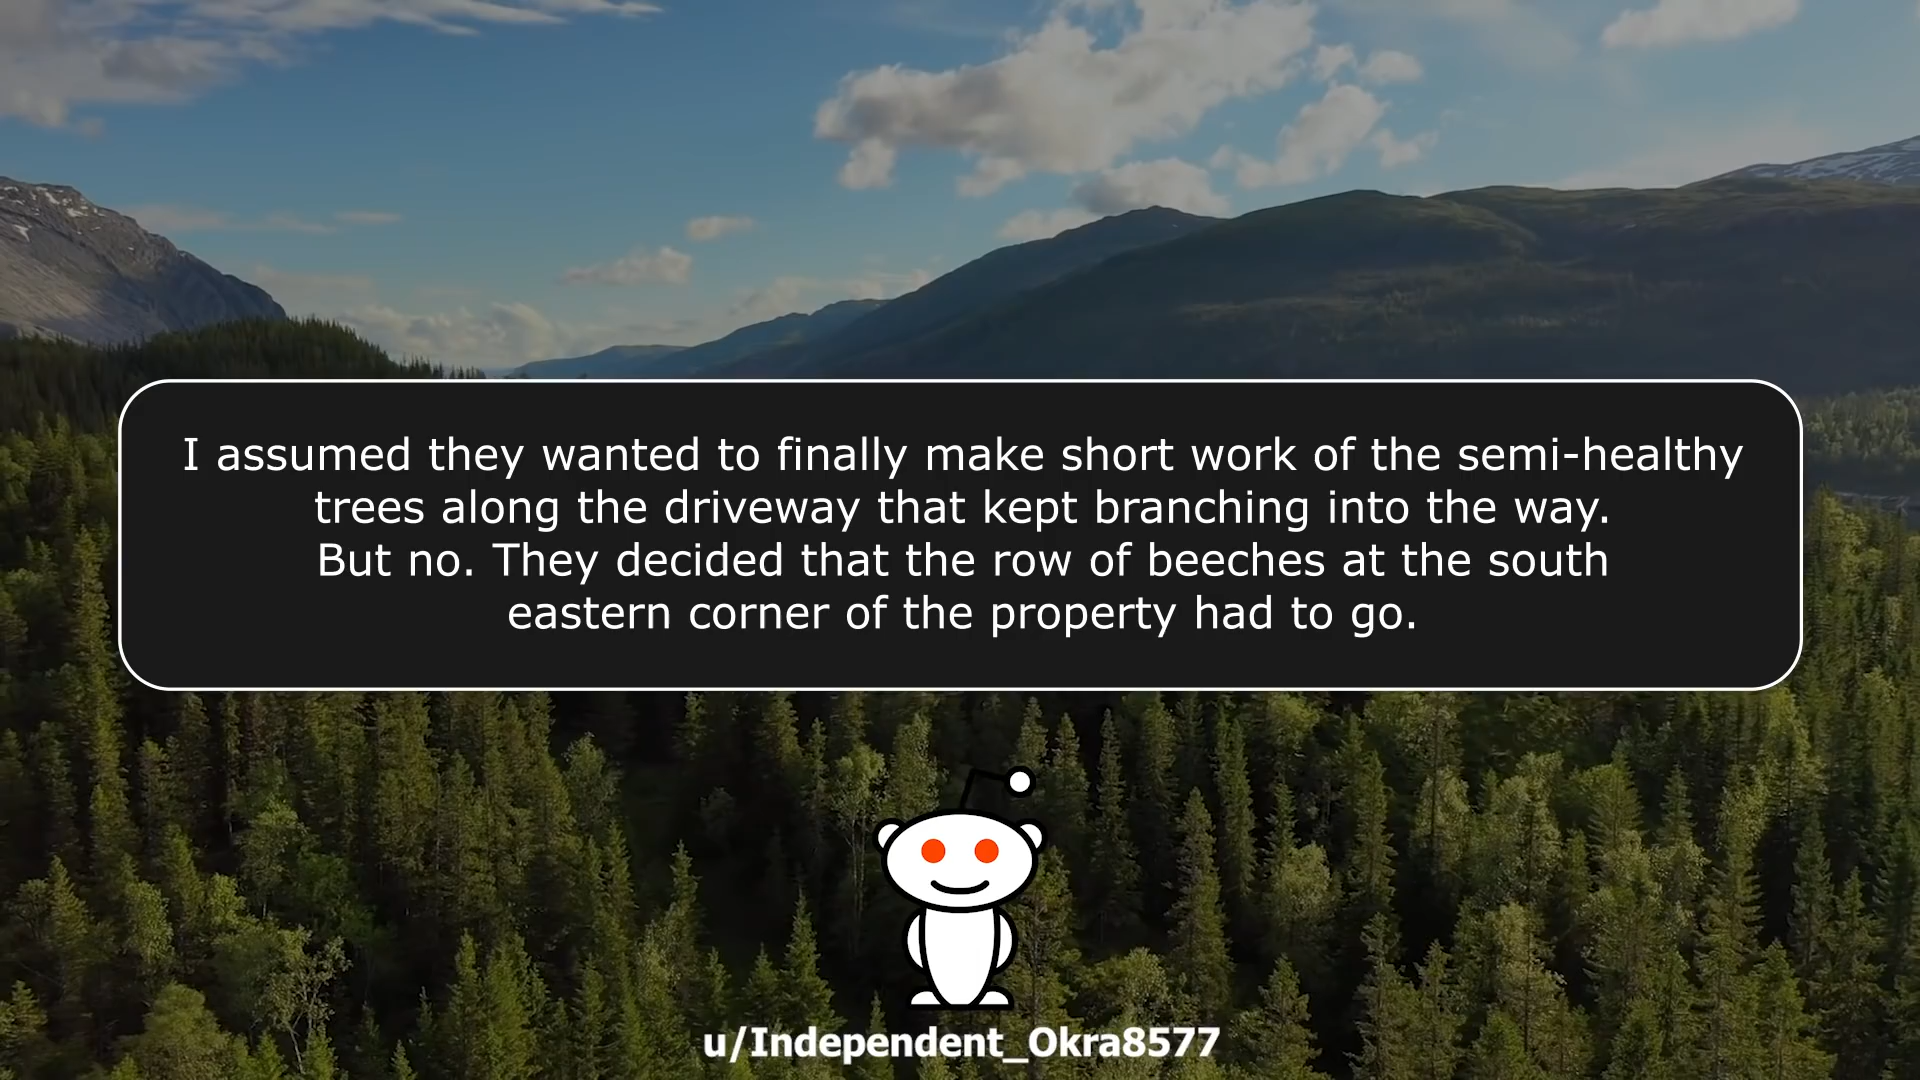 I assumed they wanted to finally make short work of the semi-healthy
trees along the driveway that kept branching into the way.
But no. They decided that the row of beeches at the south
eastern corner of the property had to go.
u/Independent_Okra8577